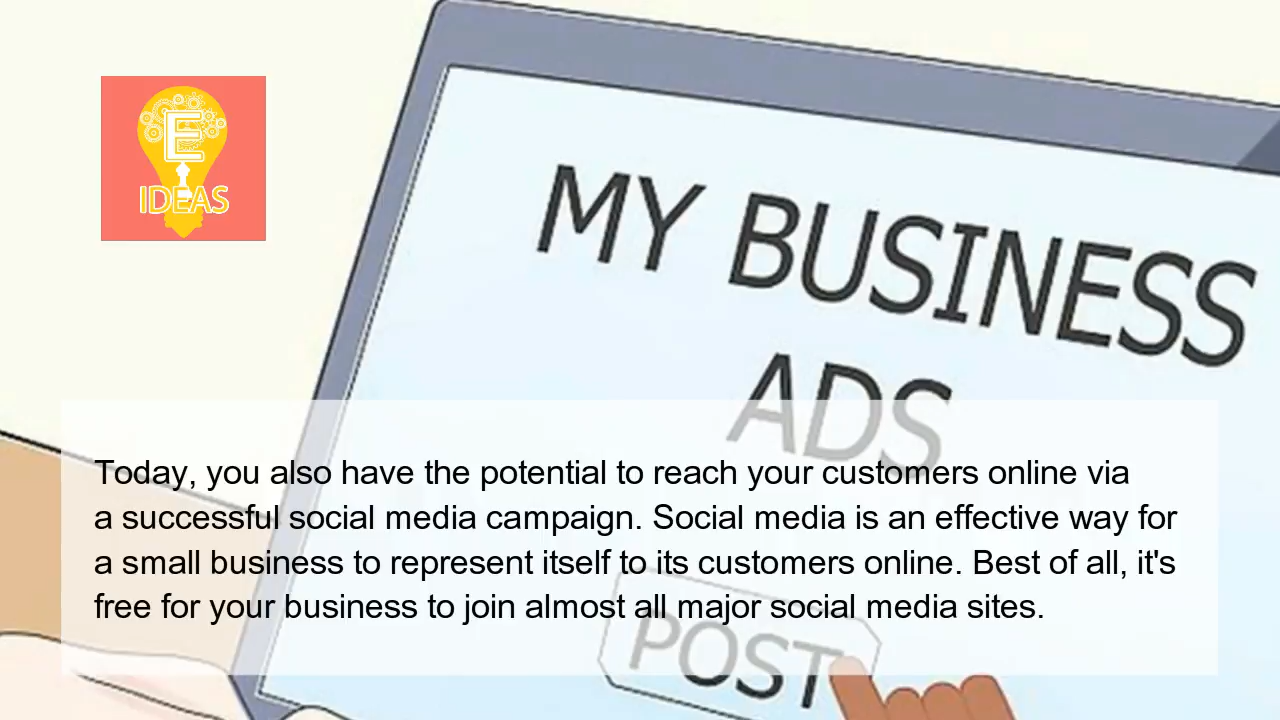 E
IDEAS
MY BUSINESS
ADS
Today, you also have the potential to reach your customers online via
a successful social media campaign. Social media is an effective way for
a small business to represent itself to its customers online. Best of all, it's
free for your business to join almost all major social media sites.
POST